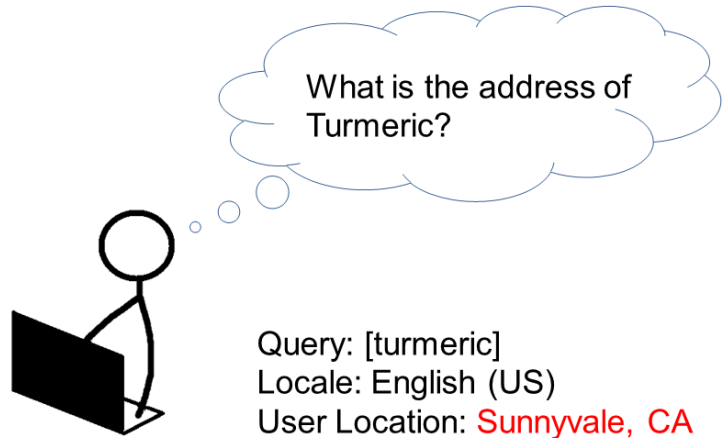 What is the address of
Turmeric?
Query: [turmeric]
Locale: English (US)
User Location: Sunnyvale, CA